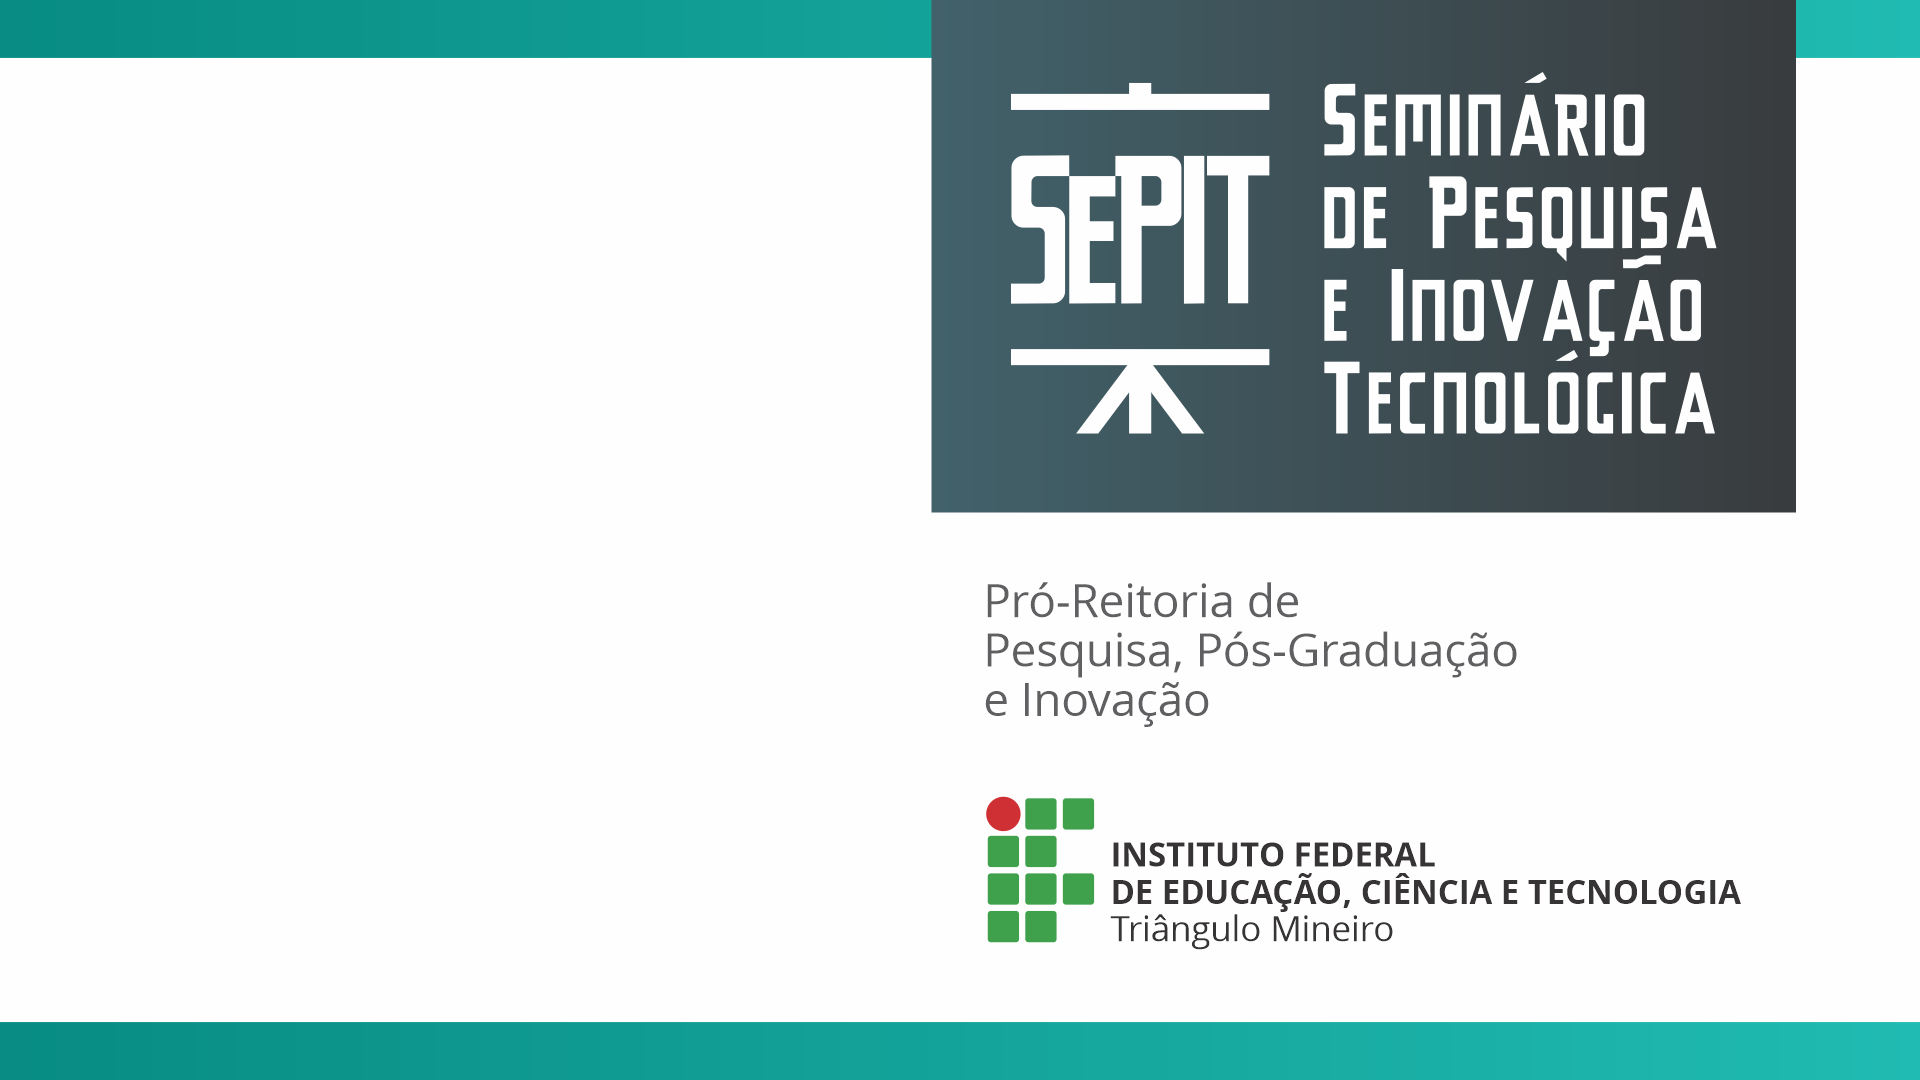 SEPIT
Seminário
de Pesquisa
e Inovação
Tecnológica
Pró-Reitoria de
Pesquisa, Pós-Graduação
e Inovação
INSTITUTO FEDERAL
DE EDUCAÇÃO, CIÊNCIA E TECNOLOGIA
Triângulo Mineiro